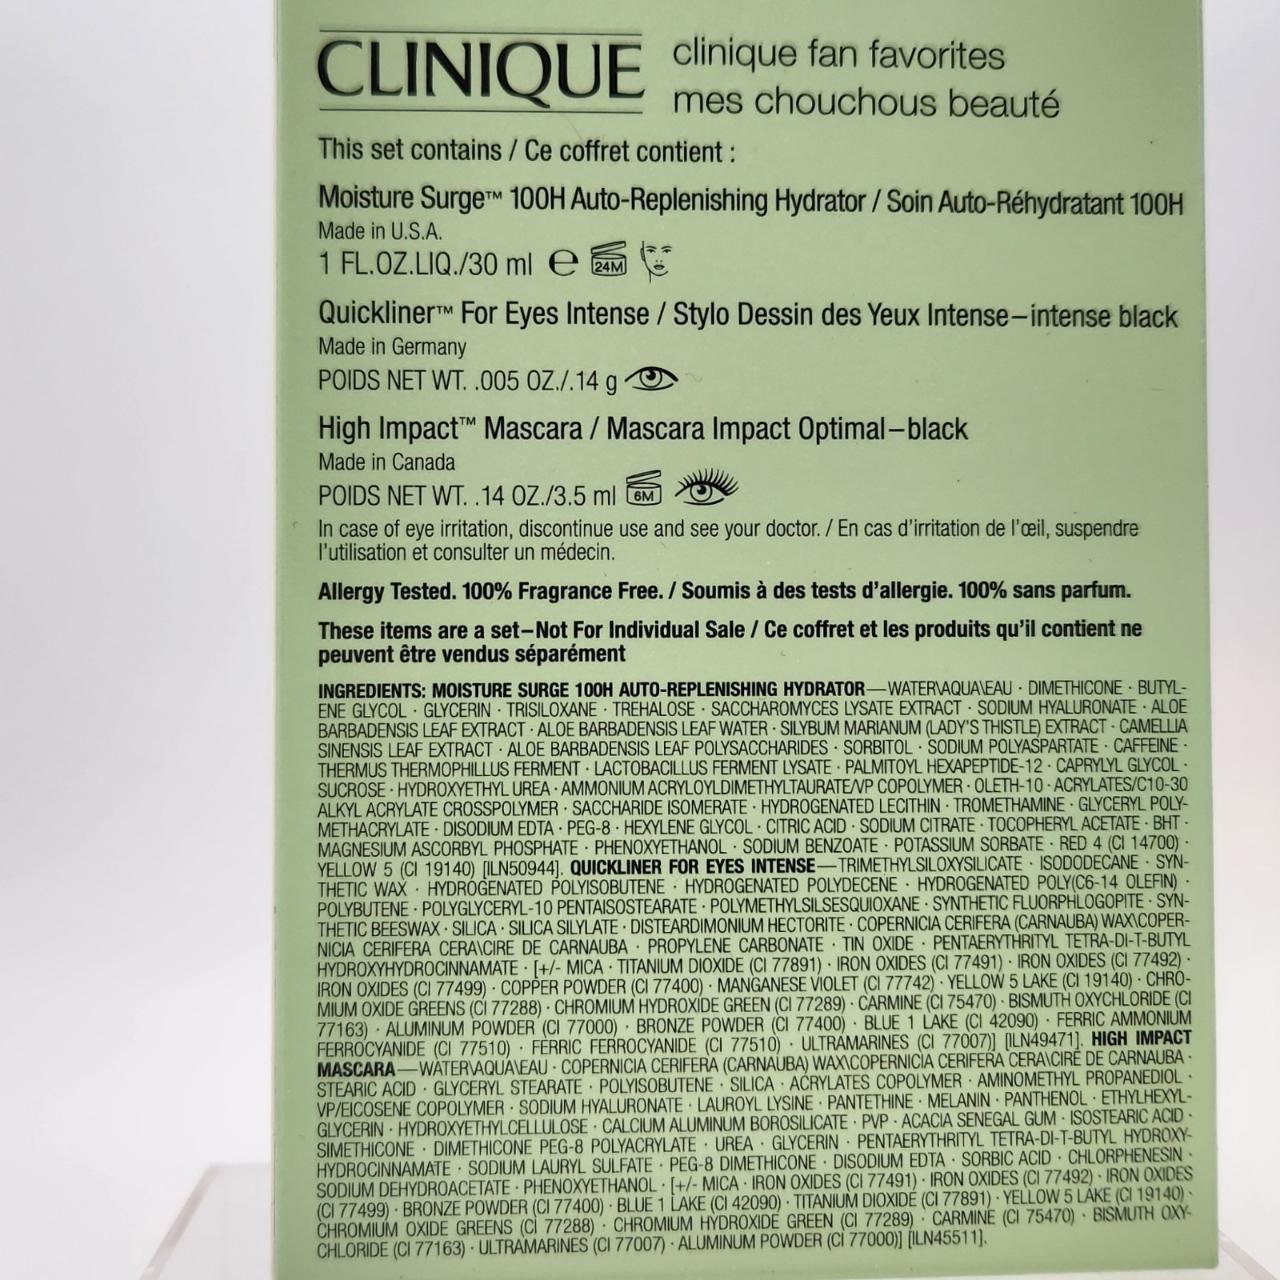 CLINIQUE
clinique fan favorites
mes chouchous beauté
This set contains / Ce coffret contient :
Moisture Surge™ 100H Auto-Replenishing Hydrator / Soin Auto-Réhydratant 100H
Made in U.S.A.
1 FL.OZ.LIQ./30 ml ℮ 24M
Quickliner™ For Eyes Intense / Stylo Dessin des Yeux Intense–intense black
Made in Germany
POIDS NET WT. .005 OZ./.14 g
High Impact™ Mascara / Mascara Impact Optimal–black
Made in Canada
POIDS NET WT. .14 OZ./3.5 ml 6M
In case of eye irritation, discontinue use and see your doctor. / En cas d'irritation de l'œil, suspendre
l'utilisation et consulter un médecin.
Allergy Tested. 100% Fragrance Free. / Soumis à des tests d'allergie. 100% sans parfum.
These items are a set–Not For Individual Sale / Ce coffret et les produits qu'il contient ne
peuvent être vendus séparément
INGREDIENTS: MOISTURE SURGE 100H AUTO-REPLENISHING HYDRATOR—WATER\AQUA\EAU · DIMETHICONE · BUTYL-
ENE GLYCOL · GLYCERIN · TRISILOXANE · TREHALOSE · SACCHAROMYCES LYSATE EXTRACT · SODIUM HYALURONATE · ALOE
BARBADENSIS LEAF EXTRACT · ALOE BARBADENSIS LEAF WATER · SILYBUM MARIANUM (LADY'S THISTLE) EXTRACT · CAMELLIA
SINENSIS LEAF EXTRACT · ALOE BARBADENSIS LEAF POLYSACCHARIDES · SORBITOL · SODIUM POLYASPARTATE · CAFFEINE ·
THERMUS THERMOPHILLUS FERMENT · LACTOBACILLUS FERMENT LYSATE · PALMITOYL HEXAPEPTIDE-12 · CAPRYLYL GLYCOL ·
SUCROSE · HYDROXYETHYL UREA · AMMONIUM ACRYLOYLDIMETHYLTAURATE/VP COPOLYMER · OLETH-10 · ACRYLATES/C10-30
ALKYL ACRYLATE CROSSPOLYMER · SACCHARIDE ISOMERATE · HYDROGENATED LECITHIN · TROMETHAMINE · GLYCERYL POLY-
METHACRYLATE · DISODIUM EDTA · PEG-8 · HEXYLENE GLYCOL · CITRIC ACID · SODIUM CITRATE · TOCOPHERYL ACETATE · BHT ·
MAGNESIUM ASCORBYL PHOSPHATE · PHENOXYETHANOL · SODIUM BENZOATE · POTASSIUM SORBATE · RED 4 (CI 14700) ·
YELLOW 5 (CI 19140) [ILN50944]. QUICKLINER FOR EYES INTENSE—TRIMETHYLSILOXYSILICATE · ISODODECANE · SYN-
THETIC WAX · HYDROGENATED POLYISOBUTENE · HYDROGENATED POLYDECENE · HYDROGENATED POLY(C6-14 OLEFIN) ·
POLYBUTENE · POLYGLYCERYL-10 PENTAISOSTEARATE · POLYMETHYLSILSESQUIOXANE · SYNTHETIC FLUORPHLOGOPITE · SYN-
THETIC BEESWAX · SILICA · SILICA SILYLATE · DISTEARDIMONIUM HECTORITE · COPERNICIA CERIFERA (CARNAUBA) WAX\COPER-
NICIA CERIFERA CERA\CIRE DE CARNAUBA · PROPYLENE CARBONATE · TIN OXIDE · PENTAERYTHRITYL TETRA-DI-T-BUTYL
HYDROXYHYDROCINNAMATE · [+/- MICA · TITANIUM DIOXIDE (CI 77891) · IRON OXIDES (CI 77491) · IRON OXIDES (CI 77492) ·
IRON OXIDES (CI 77499) · COPPER POWDER (CI 77400) · MANGANESE VIOLET (CI 77742) · YELLOW 5 LAKE (CI 19140) · CHRO-
MIUM OXIDE GREENS (CI 77288) · CHROMIUM HYDROXIDE GREEN (CI 77289) · CARMINE (CI 75470) · BISMUTH OXYCHLORIDE (CI
77163) · ALUMINUM POWDER (CI 77000) · BRONZE POWDER (CI 77400) · BLUE 1 LAKE (CI 42090) · FERRIC AMMONIUM
FERROCYANIDE (CI 77510) · FERRIC FERROCYANIDE (CI 77510) · ULTRAMARINES (CI 77007)] [ILN49471]. HIGH IMPACT
MASCARA—WATER\AQUA\EAU · COPERNICIA CERIFERA (CARNAUBA) WAX\COPERNICIA CERIFERA CERA\CIRE DE CARNAUBA ·
STEARIC ACID · GLYCERYL STEARATE · POLYISOBUTENE · SILICA · ACRYLATES COPOLYMER · AMINOMETHYL PROPANEDIOL ·
VP/EICOSENE COPOLYMER · SODIUM HYALURONATE · LAUROYL LYSINE · PANTETHINE · MELANIN · PANTHENOL · ETHYLHEXYL-
GLYCERIN · HYDROXYETHYLCELLULOSE · CALCIUM ALUMINUM BOROSILICATE · PVP · ACACIA SENEGAL GUM · ISOSTEARIC ACID ·
SIMETHICONE · DIMETHICONE PEG-8 POLYACRYLATE · UREA · GLYCERIN · PENTAERYTHRITYL TETRA-DI-T-BUTYL HYDROXY-
HYDROCINNAMATE · SODIUM LAURYL SULFATE · PEG-8 DIMETHICONE · DISODIUM EDTA · SORBIC ACID · CHLORPHENESIN ·
SODIUM DEHYDROACETATE · PHENOXYETHANOL · [+/- MICA · IRON OXIDES (CI 77491) · IRON OXIDES (CI 77492) · IRON OXIDES
(CI 77499) · BRONZE POWDER (CI 77400) · BLUE 1 LAKE (CI 42090) · TITANIUM DIOXIDE (CI 77891) · YELLOW 5 LAKE (CI 19140) ·
CHROMIUM OXIDE GREENS (CI 77288) · CHROMIUM HYDROXIDE GREEN (CI 77289) · CARMINE (CI 75470) · BISMUTH OXY-
CHLORIDE (CI 77163) · ULTRAMARINES (CI 77007) · ALUMINUM POWDER (CI 77000)] [ILN45511].